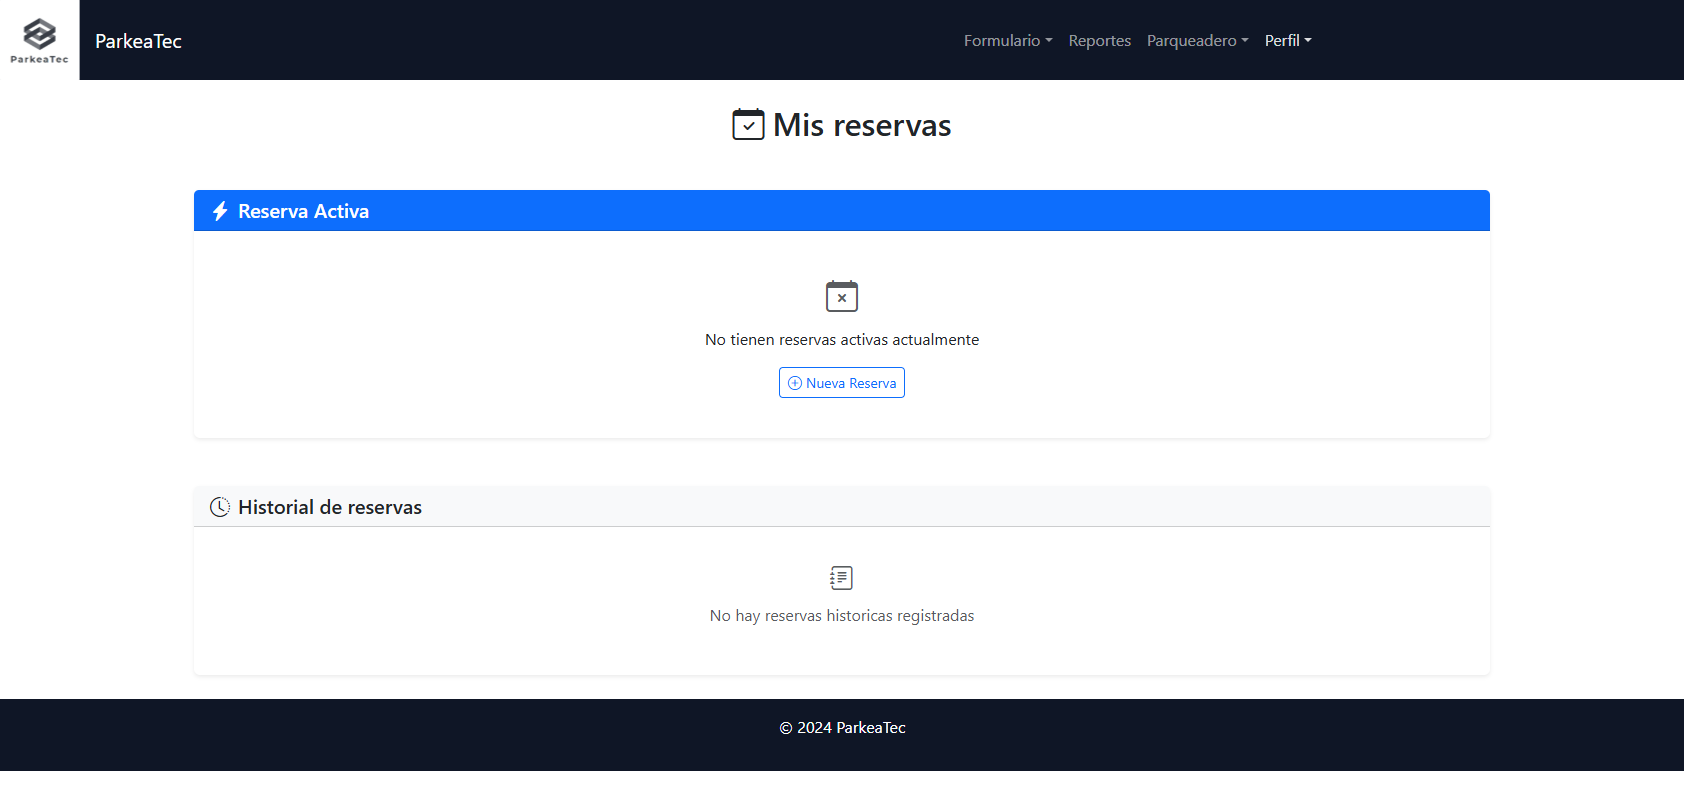 ParkeaTec
ParkeaTec
Formulario
Reportes
Parqueadero
Perfil
Mis reservas
Reserva Activa
No tienen reservas activas actualmente
Nueva Reserva
Historial de reservas
No hay reservas historicas registradas
© 2024 ParkeaTec